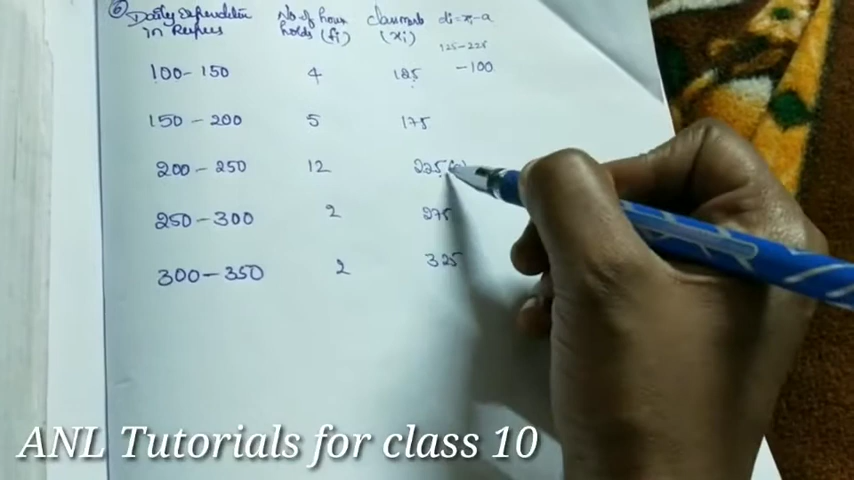 ⑥ Daily Expenditure No of house classmark di=xi-a
in Rupees holds (fi) (xi)
125-225
100-150 4 125 -100
150-200 5 175
200-250 12 225
250-300 2 275
300-350 2 325
ANL Tutorials for class 10